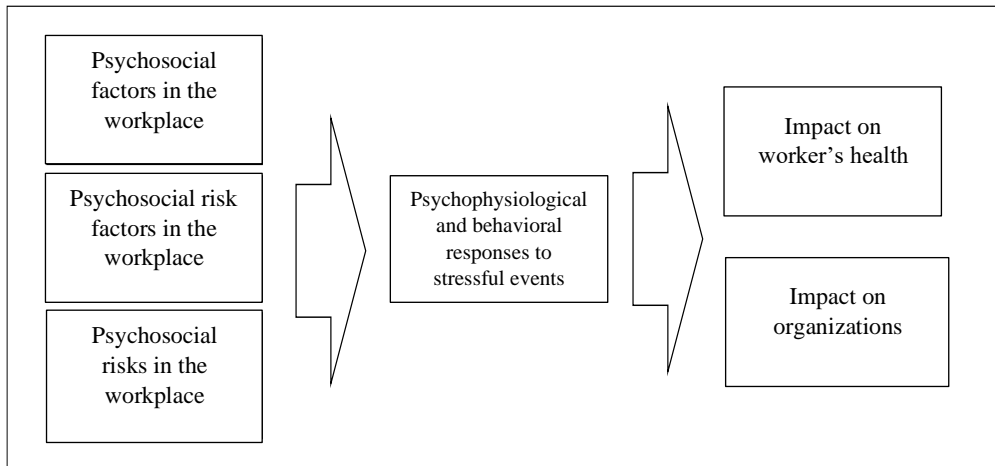 Psychosocial
factors in the
workplace
Psychosocial risk
factors in the
workplace
Psychosocial
risks in the
workplace
Psychophysiological
and behavioral
responses to
stressful events
Impact on
worker’s health
Impact on
organizations